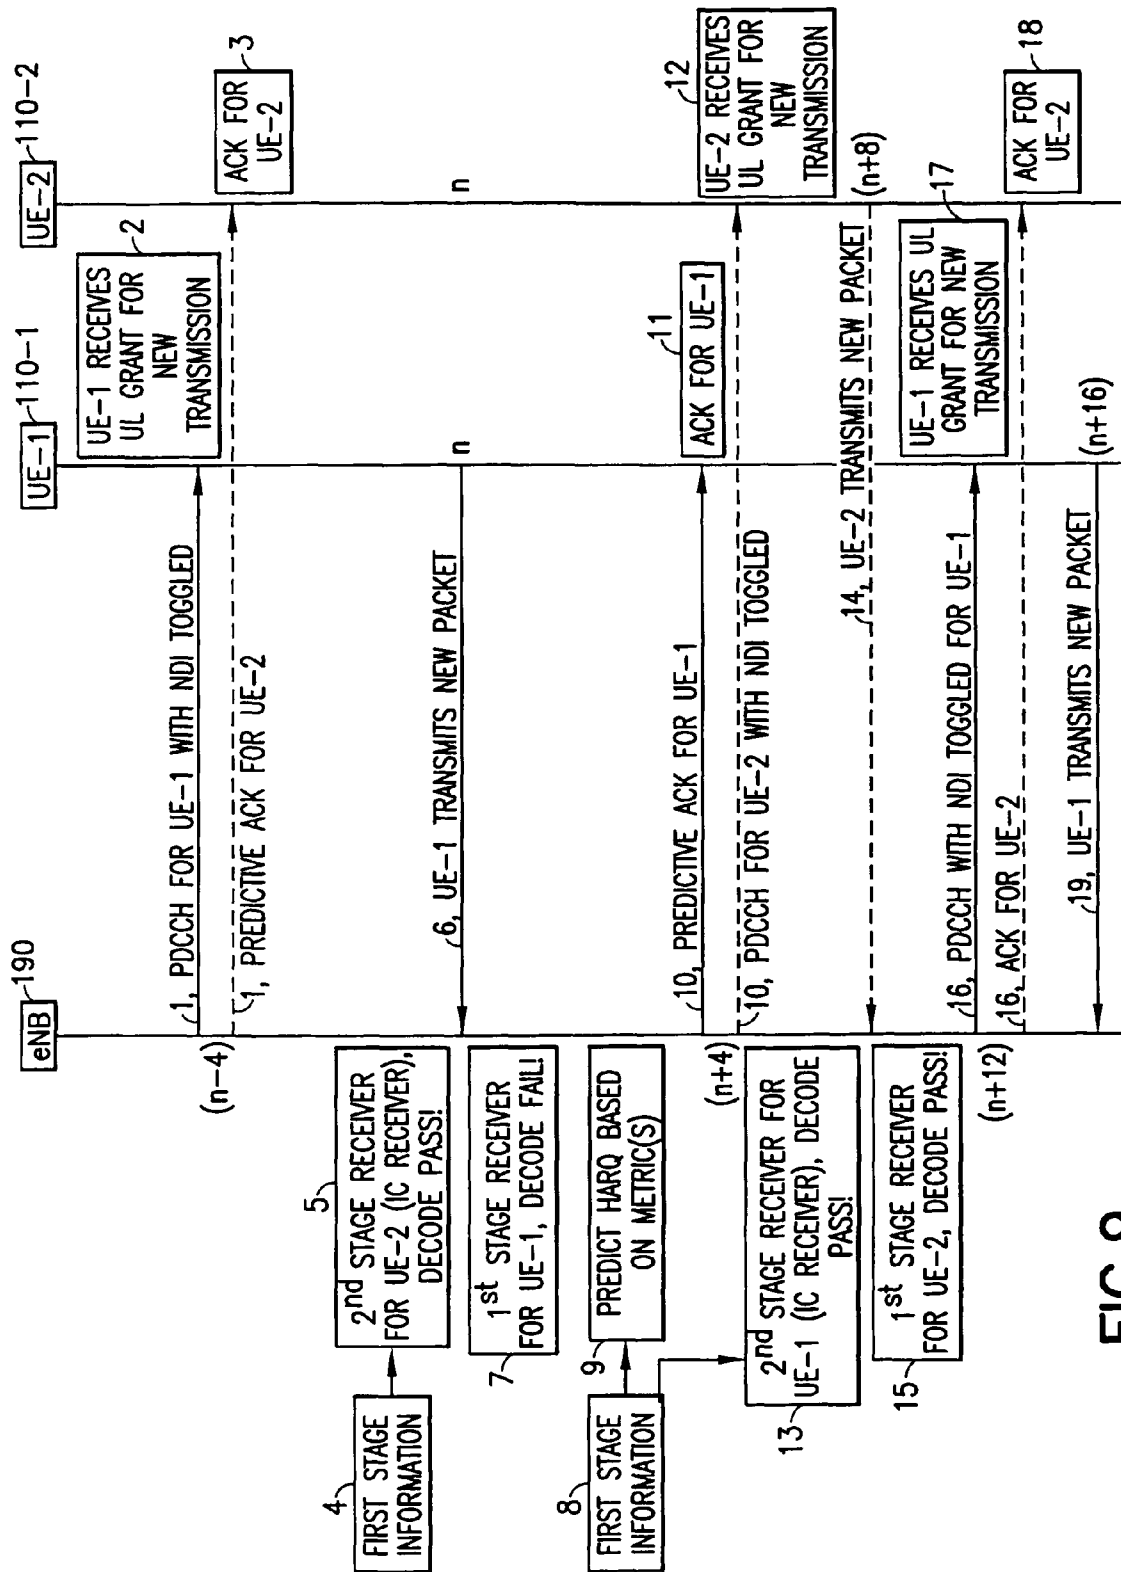 eNB
190
UE-1
110-1
UE-2
110-2
1, PDCCH FOR UE-1 WITH NDI TOGGLED
(n-4)
1, PREDICTIVE ACK FOR UE-2
2
UE-1 RECEIVES
UL GRANT FOR
NEW
TRANSMISSION
3
ACK FOR
UE-2
4
FIRST STAGE
INFORMATION
5
2nd STAGE RECEIVER
FOR UE-2 (IC RECEIVER),
DECODE PASS!
6, UE-1 TRANSMITS NEW PACKET
n
n
7
1st STAGE RECEIVER
FOR UE-1, DECODE FAIL!
8
FIRST STAGE
INFORMATION
9
PREDICT HARQ BASED
ON METRIC(S)
10, PREDICTIVE ACK FOR UE-1
(n+4)
10, PDCCH FOR UE-2 WITH NDI TOGGLED
11
ACK FOR UE-1
12
UE-2 RECEIVES
UL GRANT FOR
NEW
TRANSMISSION
13
2nd STAGE RECEIVER FOR
UE-1 (IC RECEIVER), DECODE
PASS!
14, UE-2 TRANSMITS NEW PACKET
(n+8)
15
1st STAGE RECEIVER
FOR UE-2, DECODE PASS!
16, PDCCH WITH NDI TOGGLED FOR UE-1
(n+12)
16, ACK FOR UE-2
17
UE-1 RECEIVES UL
GRANT FOR NEW
TRANSMISSION
18
ACK FOR
UE-2
19, UE-1 TRANSMITS NEW PACKET
(n+16)